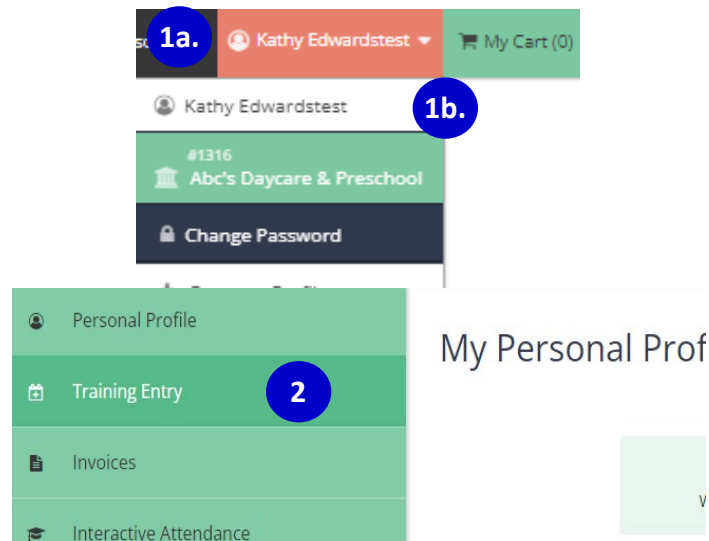 1a.
Kathy Edwardstest
My Cart (0)
Kathy Edwardstest
1b.
#1316
Abc's Daycare & Preschool
Change Password
Personal Profile
My Personal Prof
Training Entry
2
Invoices
Interactive Attendance